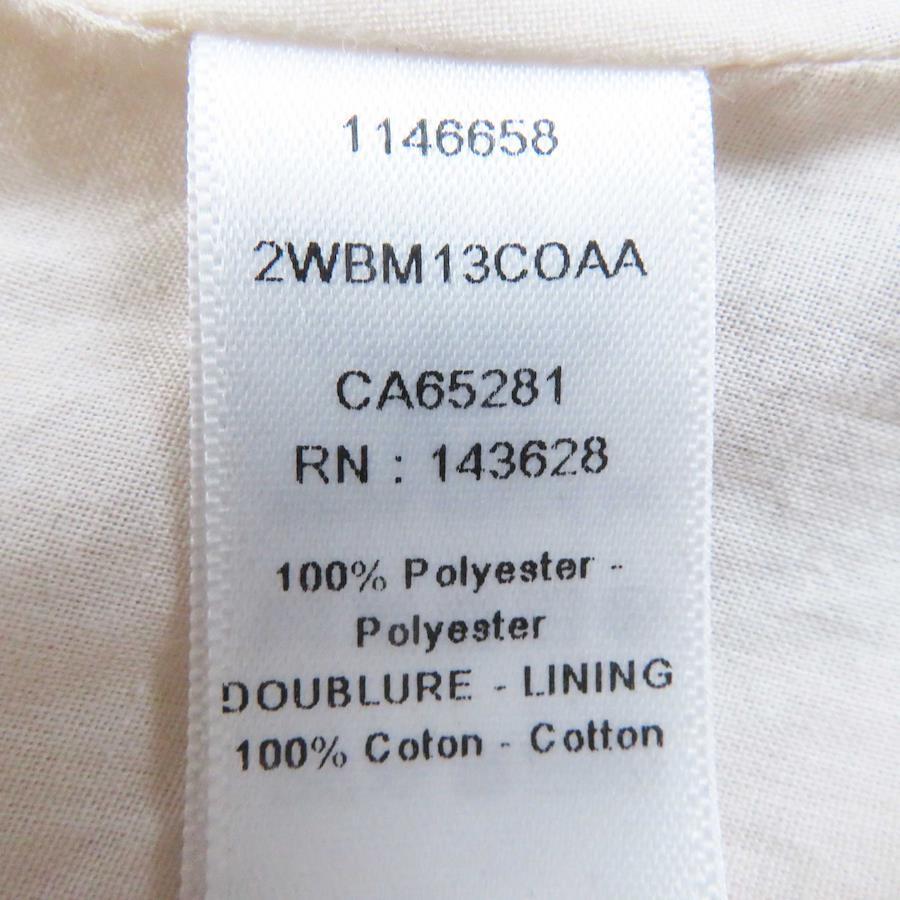 1146658
2WBM13COAA
CA65281
RN : 143628
100% Polyester -
Polyester
DOUBLURE - LINING
100% Coton - Cotton